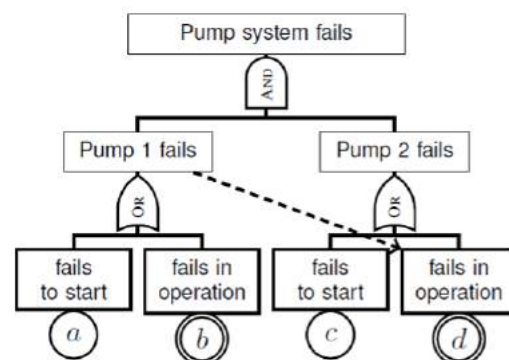 Pump system fails
AND
Pump 1 fails
Pump 2 fails
OR
OR
fails
to start
fails in
operation
fails
to start
fails in
operation
a
b
c
d